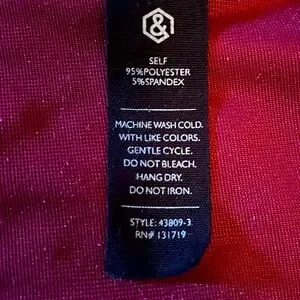 &
SELF
95%POLYESTER
5%SPANDEX
MACHINE WASH COLD.
WITH LIKE COLORS.
GENTLE CYCLE.
DO NOT BLEACH.
HANG DRY.
DO NOT IRON.
STYLE: 43809-3
RN# 131719